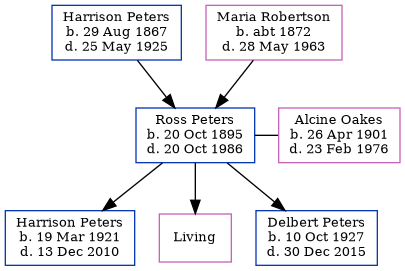 Harrison Peters
b. 29 Aug 1867
d. 25 May 1925
Maria Robertson
b. abt 1872
d. 28 May 1963
Ross Peters
b. 20 Oct 1895
d. 20 Oct 1986
Alcine Oakes
b. 26 Apr 1901
d. 23 Feb 1976
Harrison Peters
b. 19 Mar 1921
d. 13 Dec 2010
Living
Delbert Peters
b. 10 Oct 1927
d. 30 Dec 2015